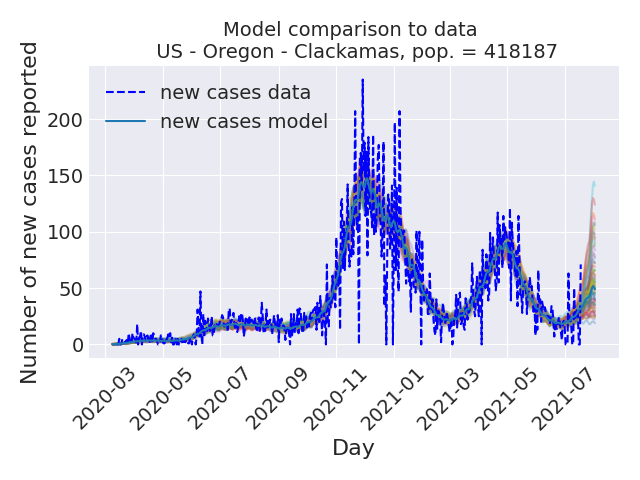 Model comparison to data
US - Oregon - Clackamas, pop. = 418187
Number of new cases reported
new cases data
new cases model
200
150
100
50
0
2020-03
2020-05
2020-07
2020-09
2020-11
2021-01
2021-03
2021-05
2021-07
Day